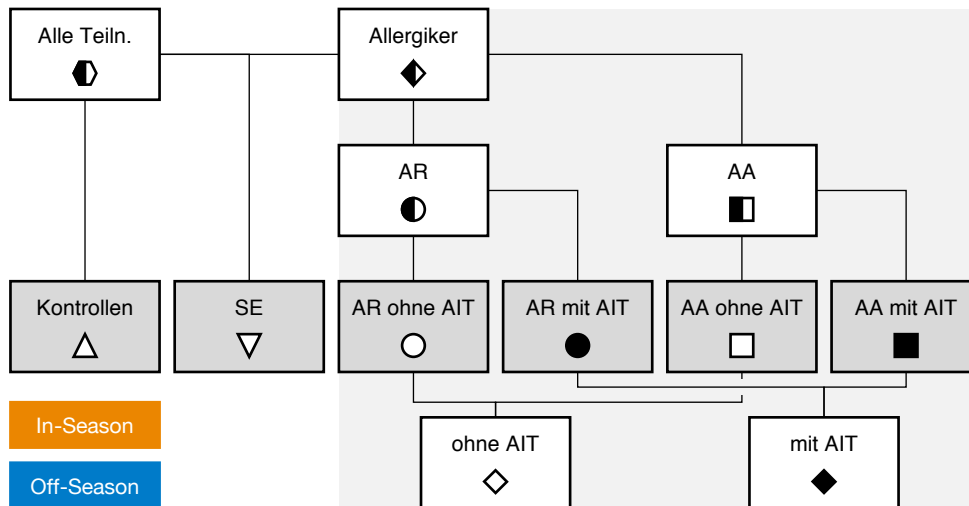 Alle Teiln.
Allergiker
AR
AA
Kontrollen
SE
AR ohne AIT
AR mit AIT
AA ohne AIT
AA mit AIT
In-Season
ohne AIT
mit AIT
Off-Season